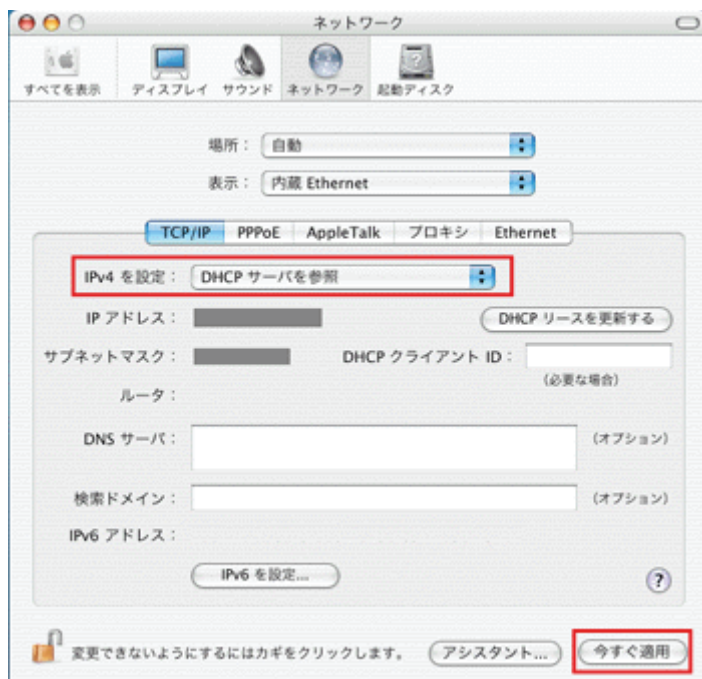 ネットワーク
すべてを表示 ディスプレイ サウンド ネットワーク 起動ディスク
場所： 自動
表示： 内蔵 Ethernet
TCP/IP PPPoE AppleTalk プロキシ Ethernet
IPv4 を設定： DHCP サーバを参照
IP アドレス： DHCP リースを更新する
サブネットマスク： DHCP クライアント ID：
(必要な場合)
ルータ：
DNS サーバ： (オプション)
検索ドメイン： (オプション)
IPv6 アドレス：
IPv6 を設定...
?
変更できないようにするにはカギをクリックします。 アシスタント... 今すぐ適用